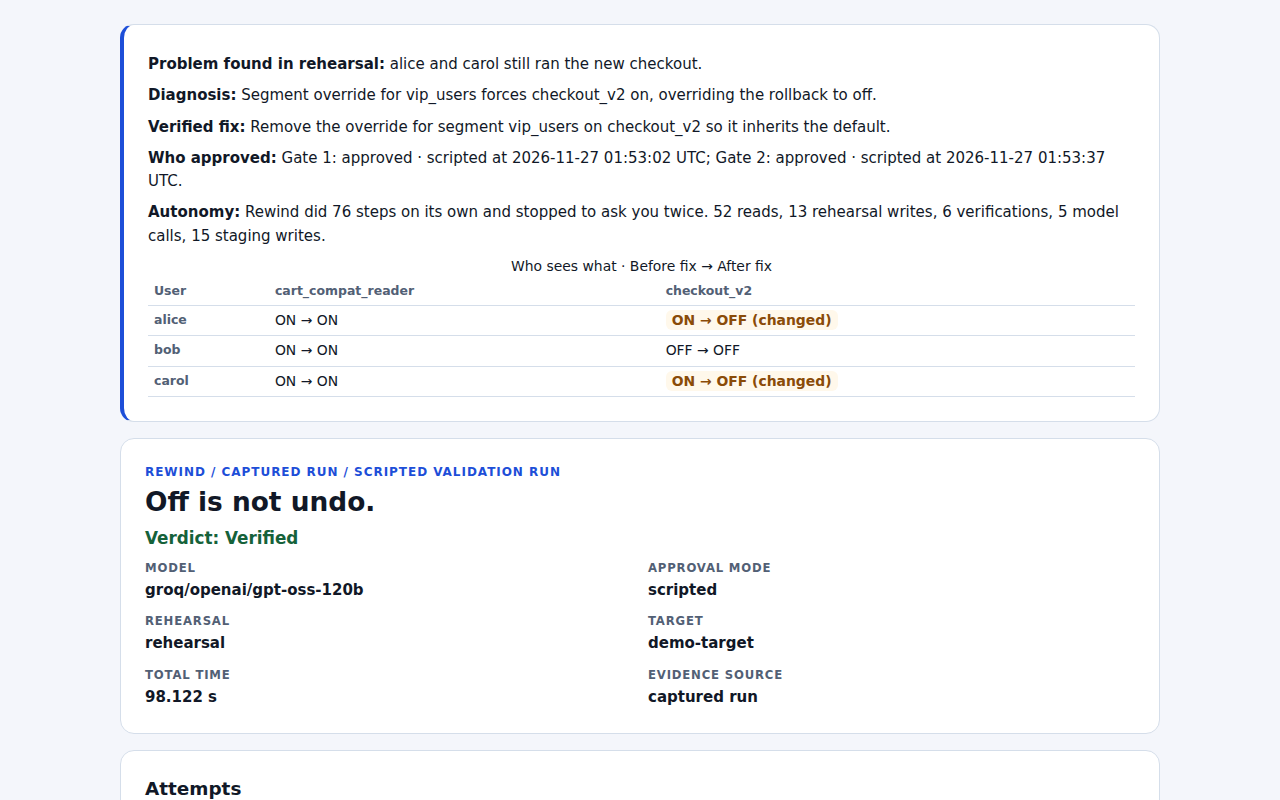 Problem found in rehearsal: alice and carol still ran the new checkout.
Diagnosis: Segment override for vip_users forces checkout_v2 on, overriding the rollback to off.
Verified fix: Remove the override for segment vip_users on checkout_v2 so it inherits the default.
Who approved: Gate 1: approved · scripted at 2026-11-27 01:53:02 UTC; Gate 2: approved · scripted at 2026-11-27 01:53:37
UTC.
Autonomy: Rewind did 76 steps on its own and stopped to ask you twice. 52 reads, 13 rehearsal writes, 6 verifications, 5 model
calls, 15 staging writes.
Who sees what · Before fix → After fix
User cart_compat_reader checkout_v2
alice ON → ON ON → OFF (changed)
bob ON → ON OFF → OFF
carol ON → ON ON → OFF (changed)
REWIND / CAPTURED RUN / SCRIPTED VALIDATION RUN
Off is not undo.
Verdict: Verified
MODEL APPROVAL MODE
groq/openai/gpt-oss-120b scripted
REHEARSAL TARGET
rehearsal demo-target
TOTAL TIME EVIDENCE SOURCE
98.122 s captured run
Attempts